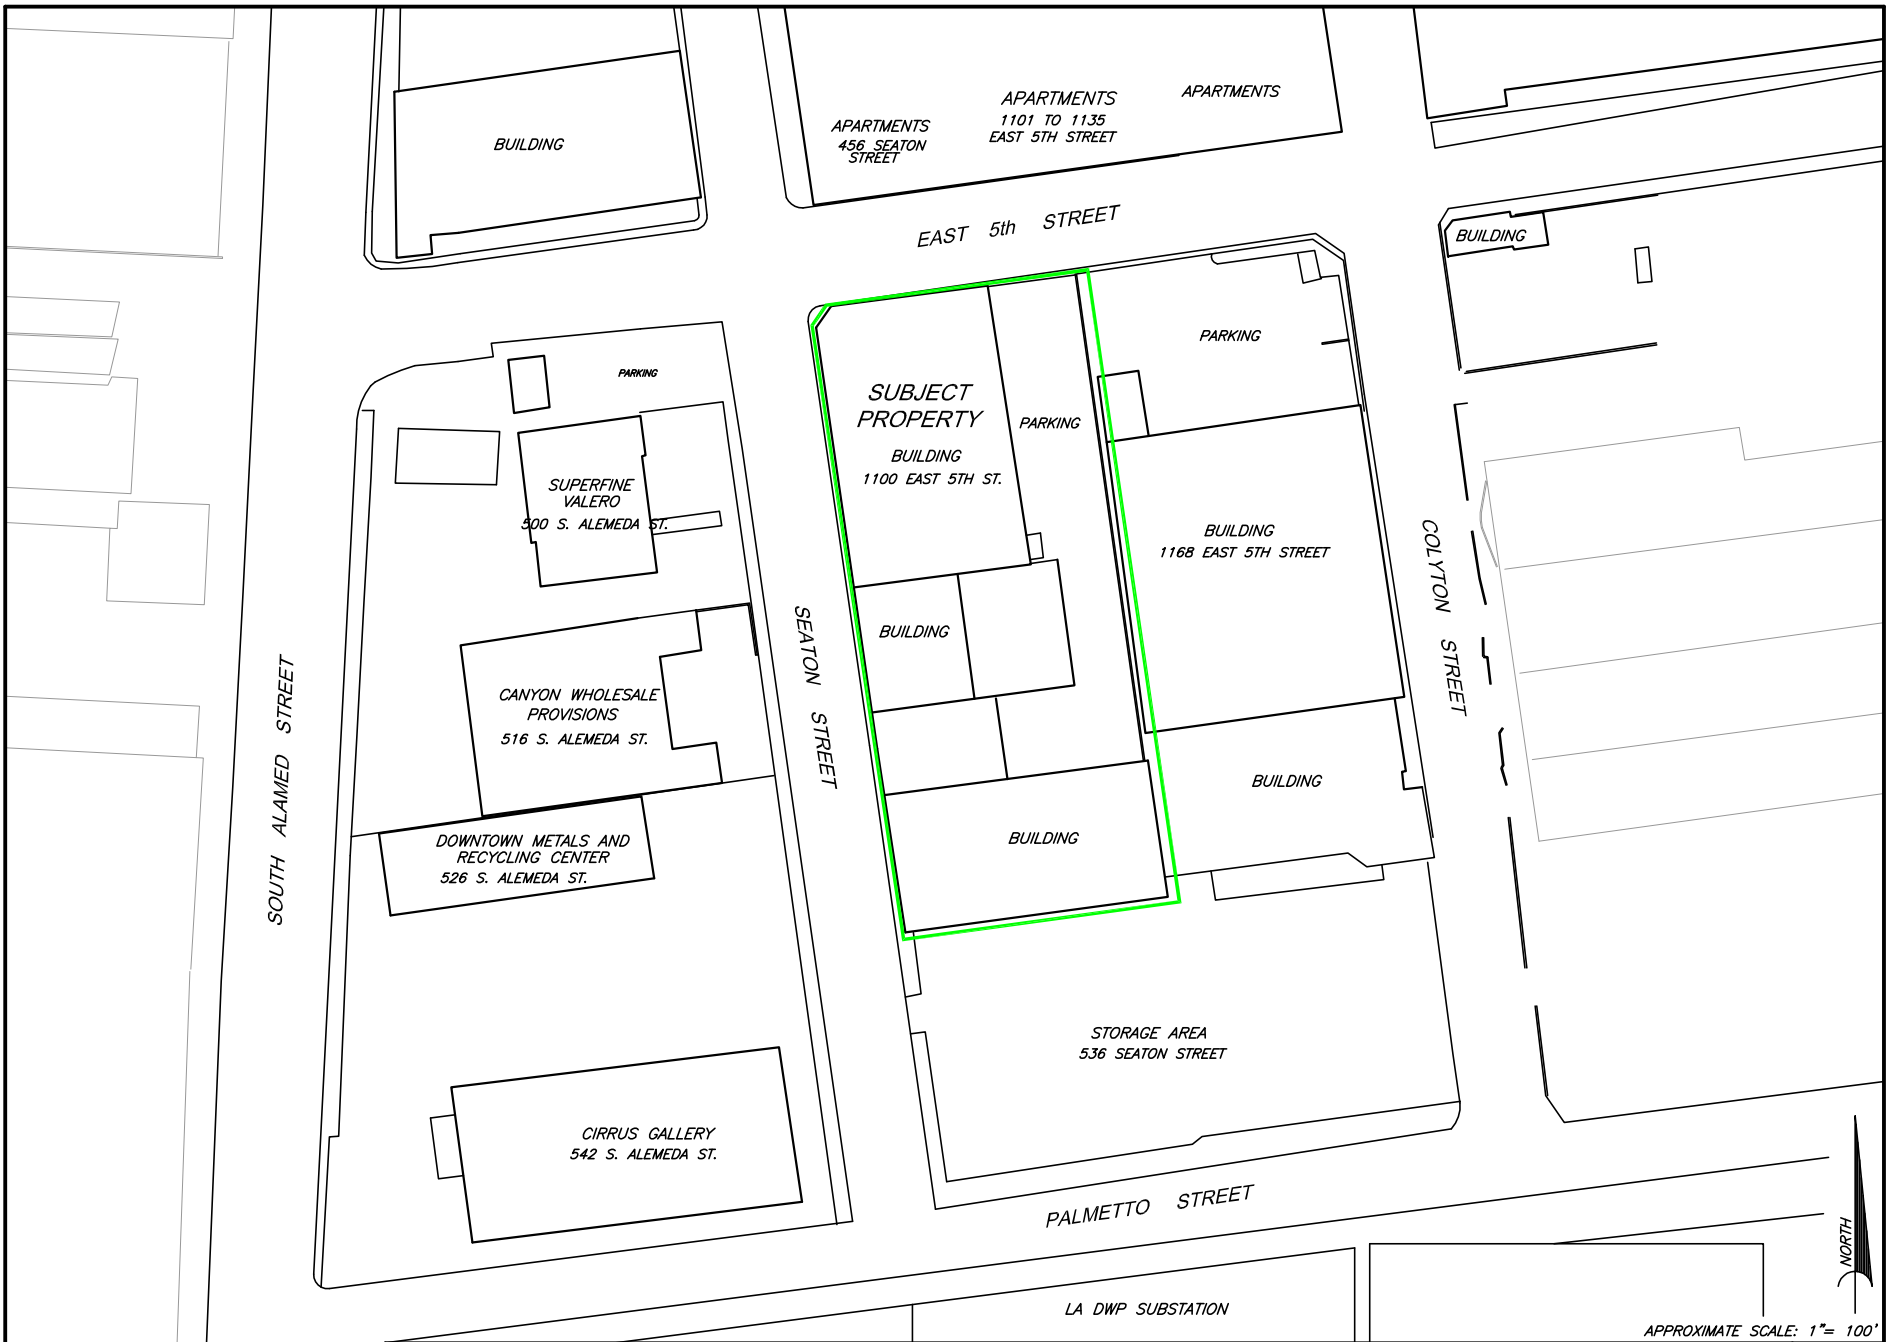 BUILDING
APARTMENTS
456 SEATON
STREET
APARTMENTS
1101 TO 1135
EAST 5TH STREET
APARTMENTS
EAST 5th STREET
BUILDING
PARKING
SUPERFINE
VALERO
500 S. ALEMEDA ST.
SUBJECT
PROPERTY
BUILDING
1100 EAST 5TH ST.
PARKING
PARKING
BUILDING
1168 EAST 5TH STREET
COLYTON STREET
SEATON STREET
BUILDING
SOUTH ALAMED STREET
CANYON WHOLESALE
PROVISIONS
516 S. ALEMEDA ST.
DOWNTOWN METALS AND
RECYCLING CENTER
526 S. ALEMEDA ST.
BUILDING
BUILDING
STORAGE AREA
536 SEATON STREET
CIRRUS GALLERY
542 S. ALEMEDA ST.
PALMETTO STREET
LA DWP SUBSTATION
NORTH
APPROXIMATE SCALE: 1"= 100'